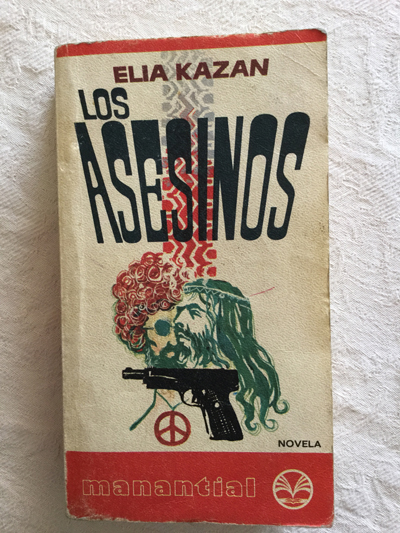 ELIA KAZAN
LOS
ASESINOS
NOVELA
manantial